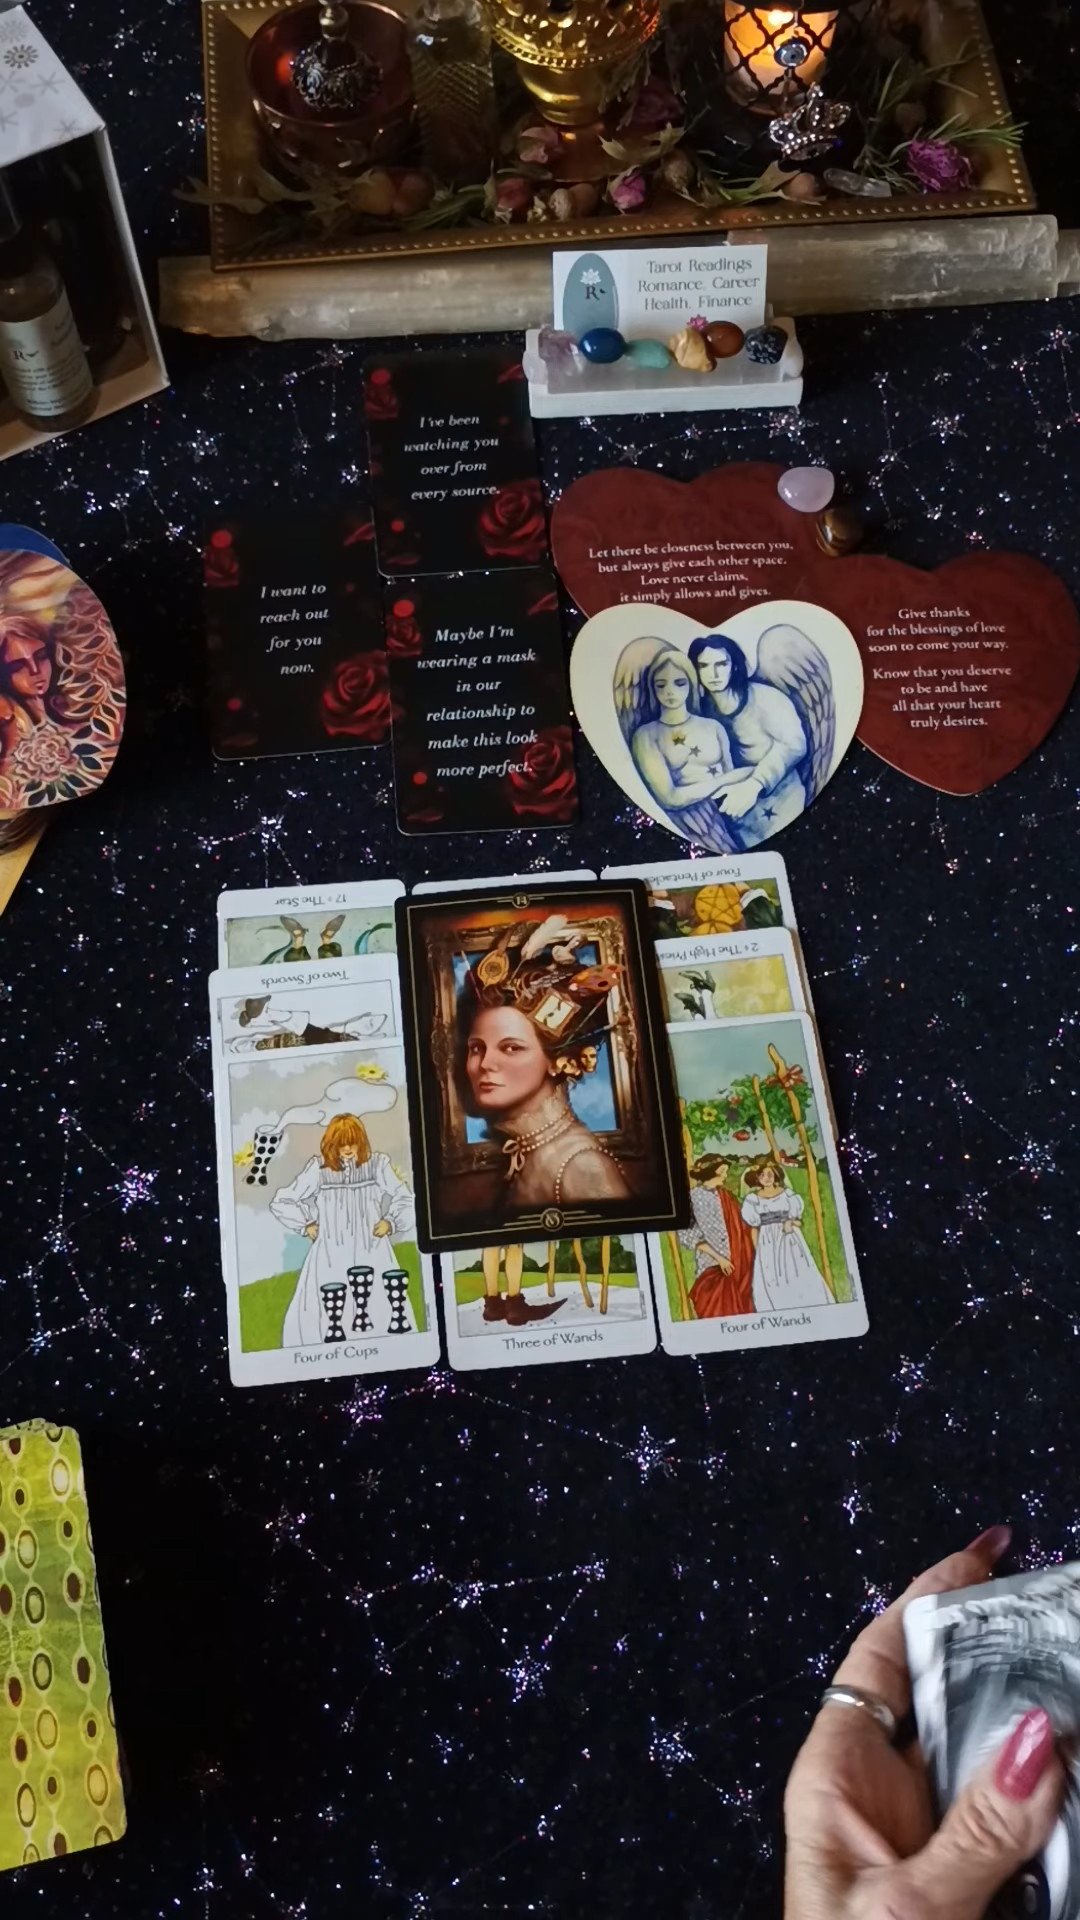 Tarot Readings
Romance, Career
Health, Finance
R
R
I've been
watching you
over from
every source.
I want to
reach out
for you
now.
Maybe I'm
wearing a mask
in our
relationship to
make this look
more perfect.
Let there be closeness between you,
but always give each other space.
Love never claims,
it simply allows and gives.
Give thanks
for the blessings of love
soon to come your way.
Know that you deserve
to be and have
all that your heart
truly desires.
17 • The Star
Four of Pentacles
Two of Swords
2 • The High Pries
14
Four of Cups
Three of Wands
Four of Wands